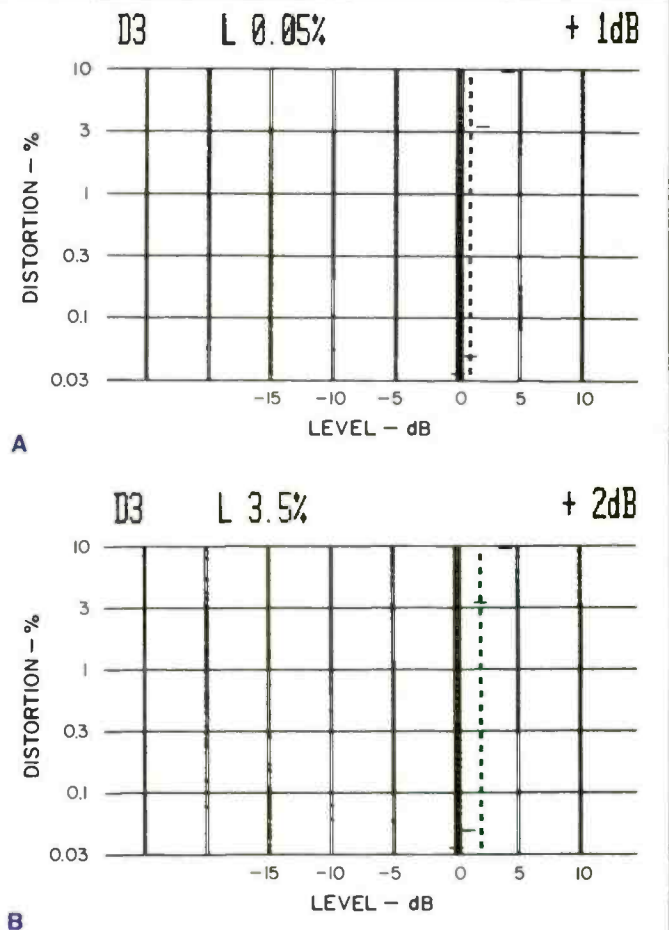 D3 L 0.05% + 1dB
10
3
1
0.3
0.1
0.03
DISTORTION - %
-15 -10 -5 0 5 10
LEVEL - dB
A
D3 L 3.5% + 2dB
10
3
1
0.3
0.1
0.03
DISTORTION - %
-15 -10 -5 0 5 10
LEVEL - dB
B